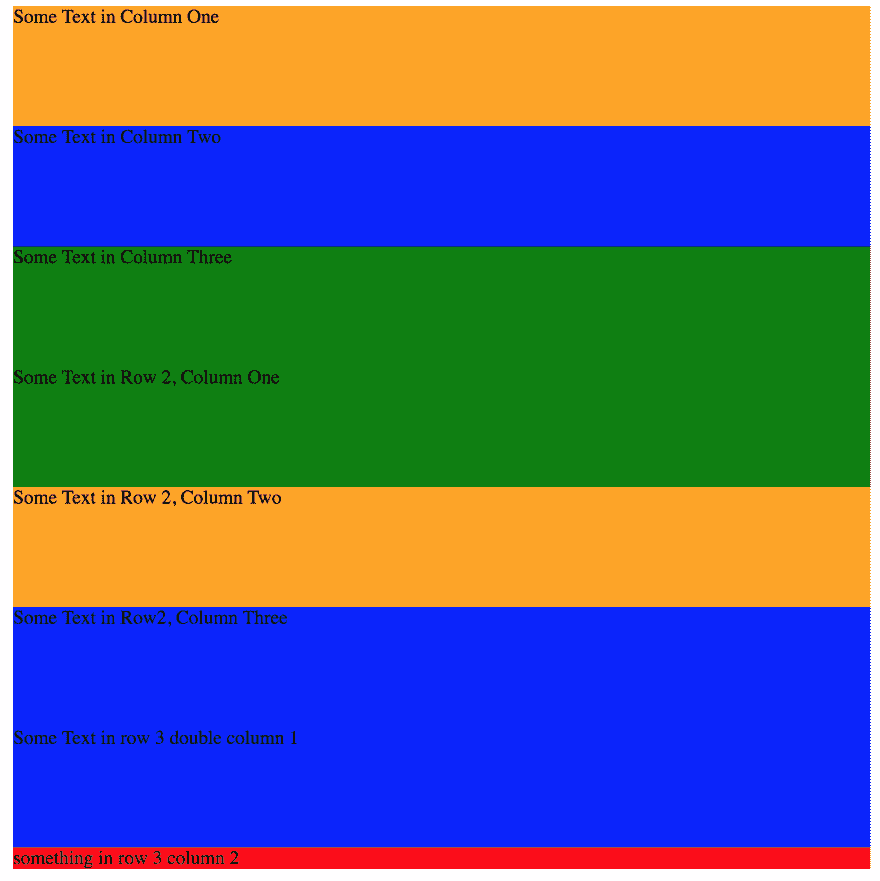 Some Text in Column One
Some Text in Column Two
Some Text in Column Three
Some Text in Row 2, Column One
Some Text in Row 2, Column Two
Some Text in Row2, Column Three
Some Text in row 3 double column 1
something in row 3 column 2